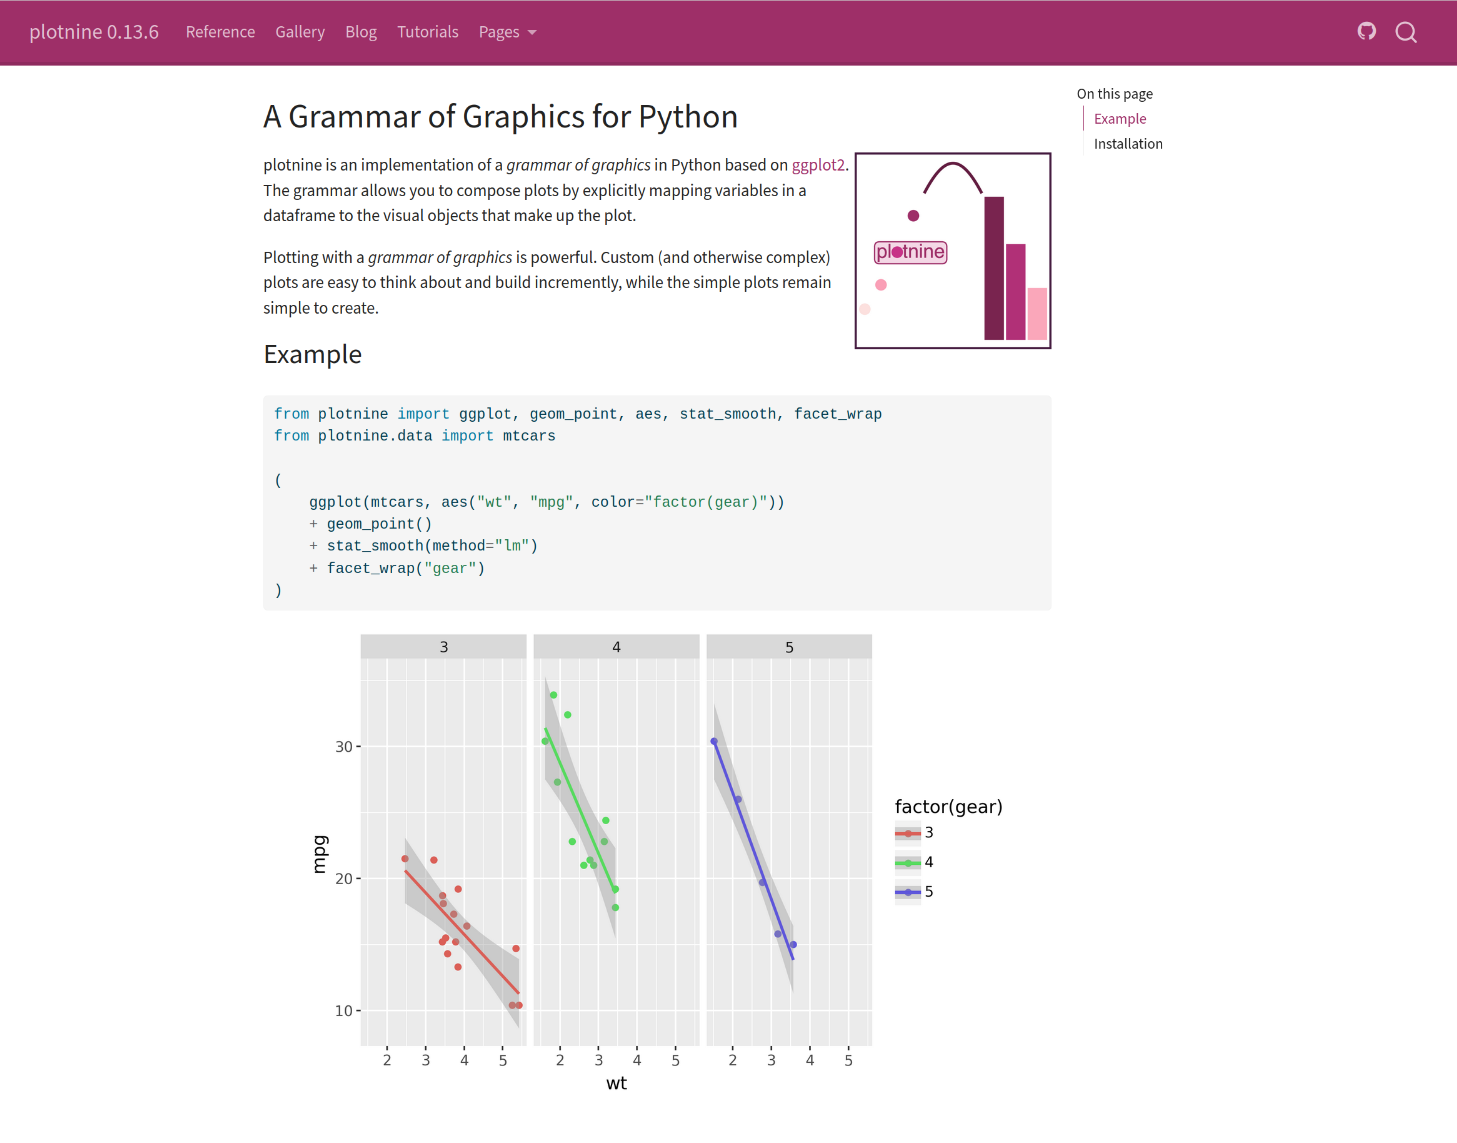 plotnine 0.13.6 Reference Gallery Blog Tutorials Pages
On this page
Example
Installation
A Grammar of Graphics for Python
plotnine is an implementation of a grammar of graphics in Python based on ggplot2.
The grammar allows you to compose plots by explicitly mapping variables in a
dataframe to the visual objects that make up the plot.
plotnine
Plotting with a grammar of graphics is powerful. Custom (and otherwise complex)
plots are easy to think about and build incremently, while the simple plots remain
simple to create.
Example
from plotnine import ggplot, geom_point, aes, stat_smooth, facet_wrap
from plotnine.data import mtcars
(
    ggplot(mtcars, aes("wt", "mpg", color="factor(gear)"))
    + geom_point()
    + stat_smooth(method="lm")
    + facet_wrap("gear")
)
3 4 5
30
20
10
mpg
2 3 4 5 2 3 4 5 2 3 4 5
wt
factor(gear)
3
4
5